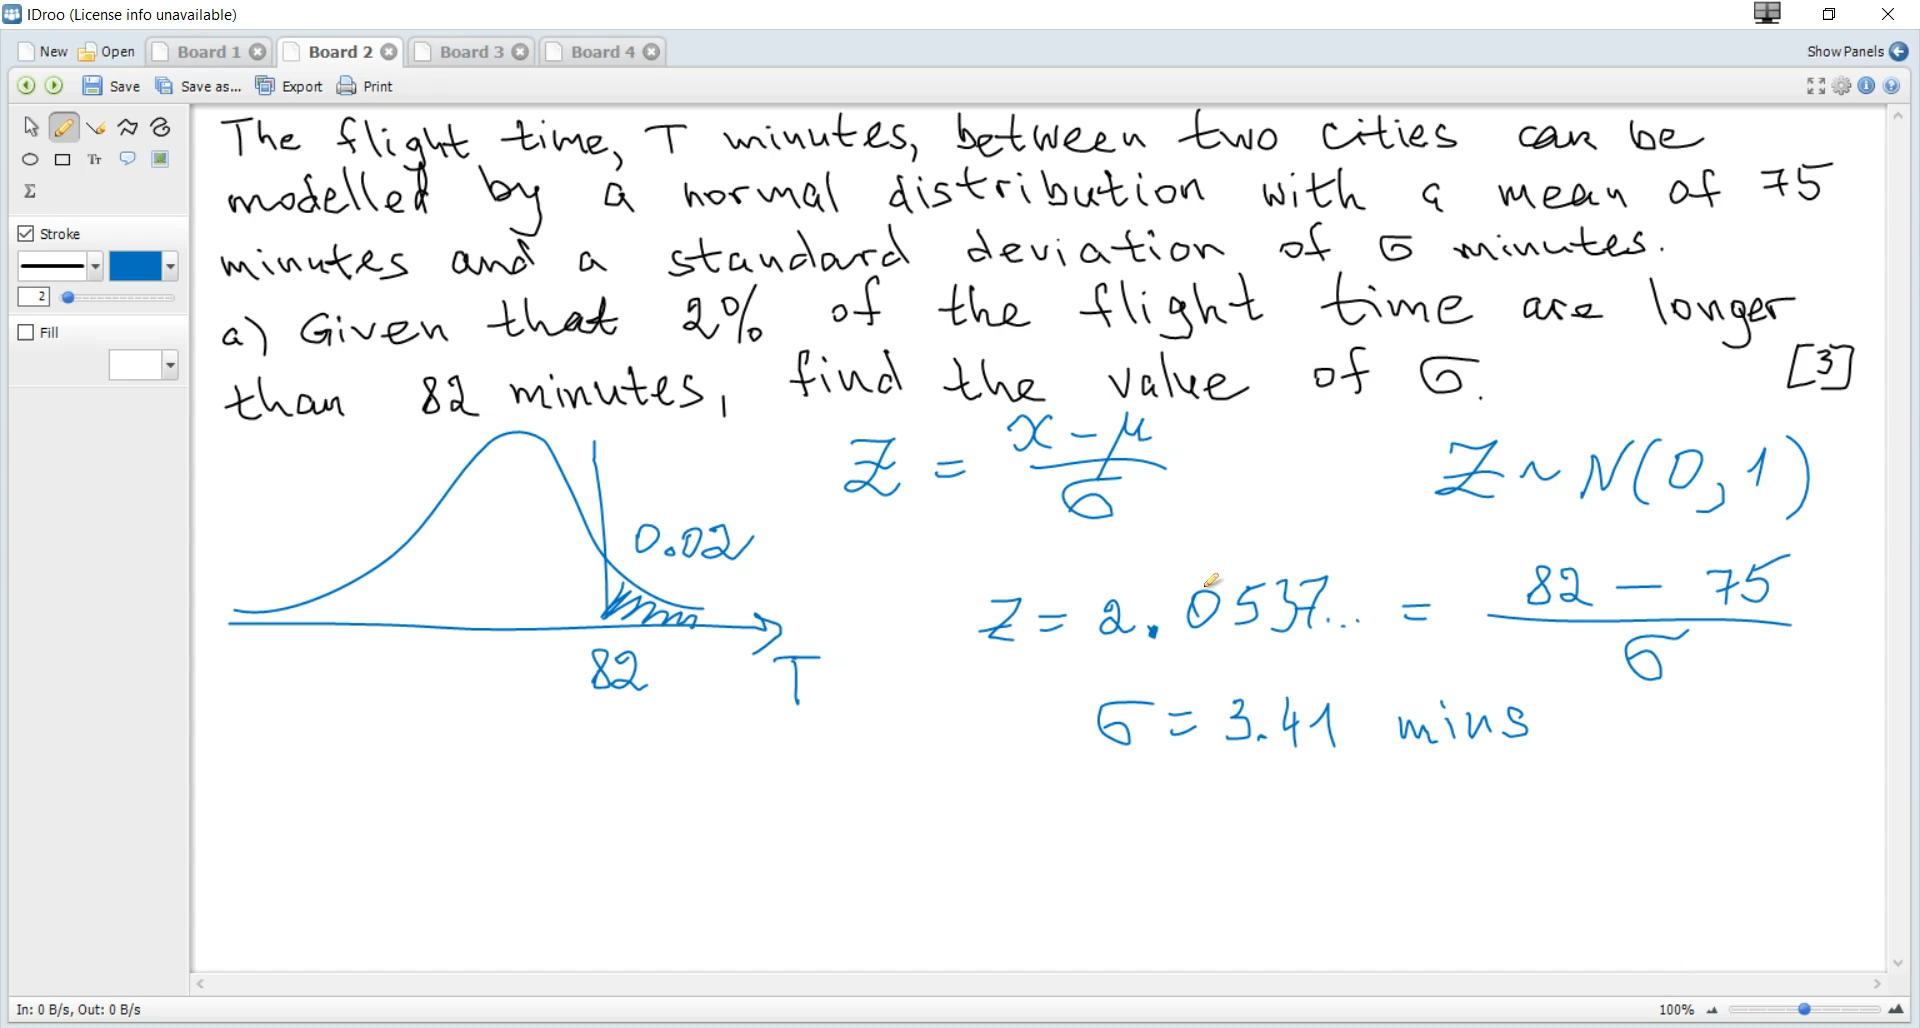 IDroo (License info unavailable)
New Open Board 1 Board 2 Board 3 Board 4 Show Panels
Save Save as... Export Print
Tr
Σ
Stroke
2
Fill
The flight time, T minutes, between two cities can be
modelled by a normal distribution with a mean of 75
minutes and a standard deviation of σ minutes.
a) Given that 2% of the flight time are longer
than 82 minutes, find the value of σ. [3]
Z = x - μ / σ
Z ~ N(0, 1)
0.02
z = 2.0537... = 82 - 75 / σ
82
T
σ = 3.41 mins
In: 0 B/s, Out: 0 B/s 100%